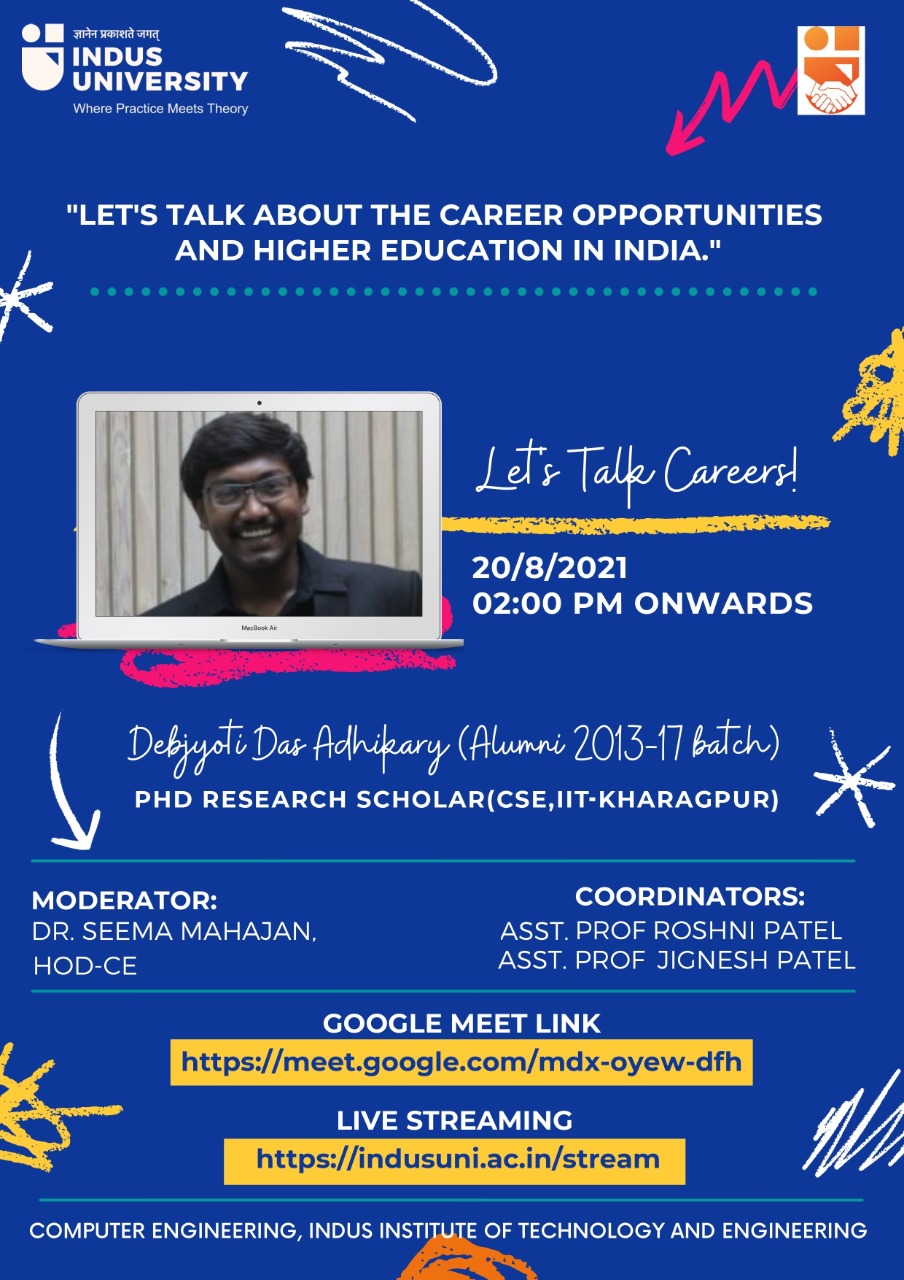 ज्ञानेन प्रकाशते जगत्
INDUS
UNIVERSITY
Where Practice Meets Theory
"LET'S TALK ABOUT THE CAREER OPPORTUNITIES
AND HIGHER EDUCATION IN INDIA."
Let's Talk Careers!
20/8/2021
02:00 PM ONWARDS
MacBook Air
Debjyoti Das Adhikary (Alumni 2013-17 batch)
PHD RESEARCH SCHOLAR(CSE,IIT-KHARAGPUR)
MODERATOR:
DR. SEEMA MAHAJAN,
HOD-CE
COORDINATORS:
ASST. PROF ROSHNI PATEL
ASST. PROF JIGNESH PATEL
GOOGLE MEET LINK
https://meet.google.com/mdx-oyew-dfh
LIVE STREAMING
https://indusuni.ac.in/stream
COMPUTER ENGINEERING, INDUS INSTITUTE OF TECHNOLOGY AND ENGINEERING